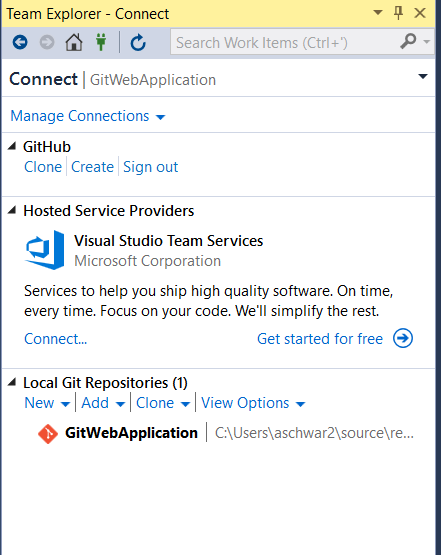 Team Explorer - Connect
Search Work Items (Ctrl+')
Connect | GitWebApplication
Manage Connections
GitHub
Clone | Create | Sign out
Hosted Service Providers
Visual Studio Team Services
Microsoft Corporation
Services to help you ship high quality software. On time,
every time. Focus on your code. We'll simplify the rest.
Connect... Get started for free
Local Git Repositories (1)
New | Add | Clone | View Options
GitWebApplication | C:\Users\aschwar2\source\re...